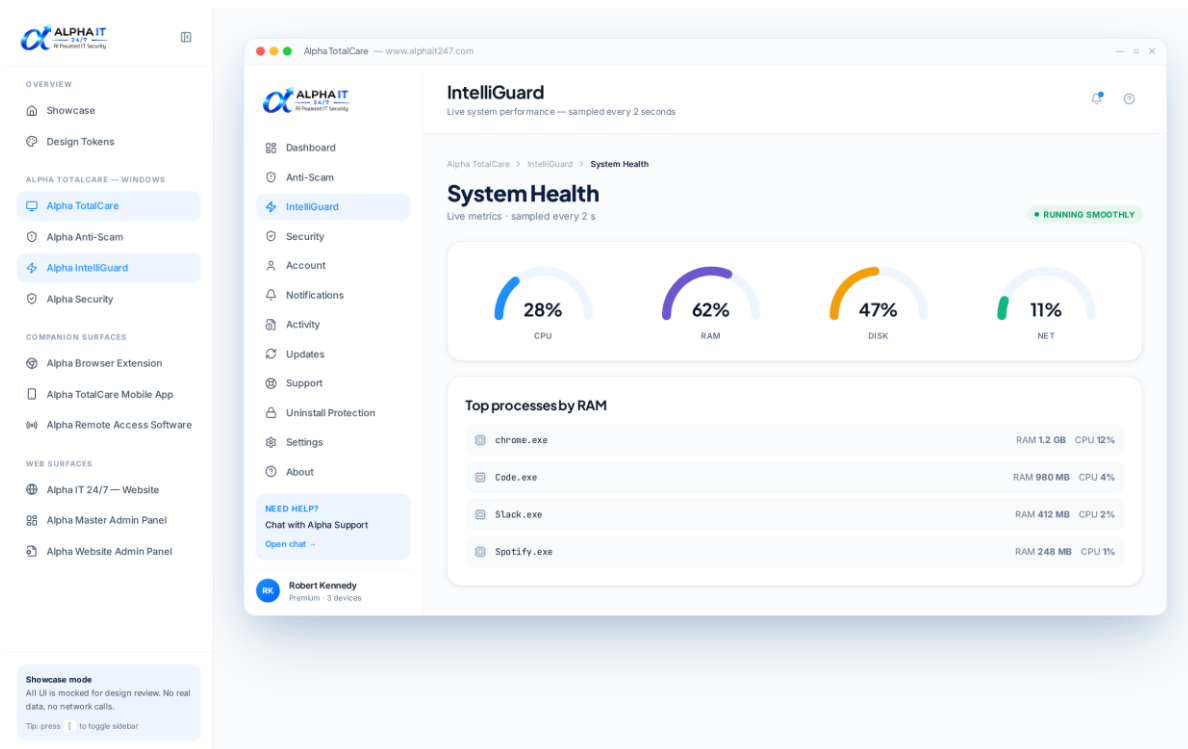 ALPHA IT
24/7
AI Powered IT Security
OVERVIEW
Showcase
Design Tokens
ALPHA TOTALCARE — WINDOWS
Alpha TotalCare
Alpha Anti-Scam
Alpha IntelliGuard
Alpha Security
COMPANION SURFACES
Alpha Browser Extension
Alpha TotalCare Mobile App
Alpha Remote Access Software
WEB SURFACES
Alpha IT 24/7 — Website
Alpha Master Admin Panel
Alpha Website Admin Panel
Showcase mode
All UI is mocked for design review. No real
data, no network calls.
Tip: press [ to toggle sidebar
Alpha TotalCare — www.alphait247.com
ALPHA IT
24/7
AI Powered IT Security
Dashboard
Anti-Scam
IntelliGuard
Security
Account
Notifications
Activity
Updates
Support
Uninstall Protection
Settings
About
NEED HELP?
Chat with Alpha Support
Open chat →
RK
Robert Kennedy
Premium · 3 devices
IntelliGuard
Live system performance — sampled every 2 seconds
Alpha TotalCare > IntelliGuard > System Health
System Health
Live metrics · sampled every 2 s
• RUNNING SMOOTHLY
28%
CPU
62%
RAM
47%
DISK
11%
NET
Top processes by RAM
chrome.exe RAM 1.2 GB CPU 12%
Code.exe RAM 980 MB CPU 4%
Slack.exe RAM 412 MB CPU 2%
Spotify.exe RAM 248 MB CPU 1%